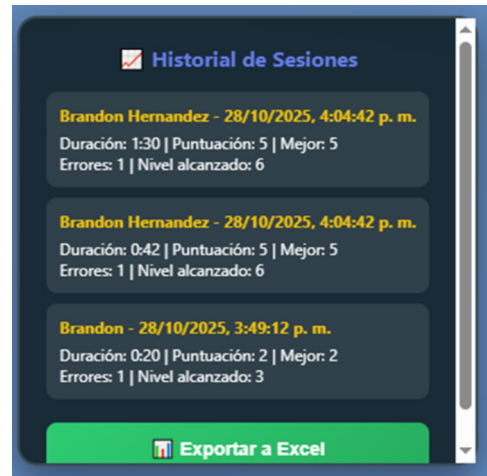 📈 Historial de Sesiones
Brandon Hernandez - 28/10/2025, 4:04:42 p. m.
Duración: 1:30 | Puntuación: 5 | Mejor: 5
Errores: 1 | Nivel alcanzado: 6
Brandon Hernandez - 28/10/2025, 4:04:42 p. m.
Duración: 0:42 | Puntuación: 5 | Mejor: 5
Errores: 1 | Nivel alcanzado: 6
Brandon - 28/10/2025, 3:49:12 p. m.
Duración: 0:20 | Puntuación: 2 | Mejor: 2
Errores: 1 | Nivel alcanzado: 3
📊 Exportar a Excel